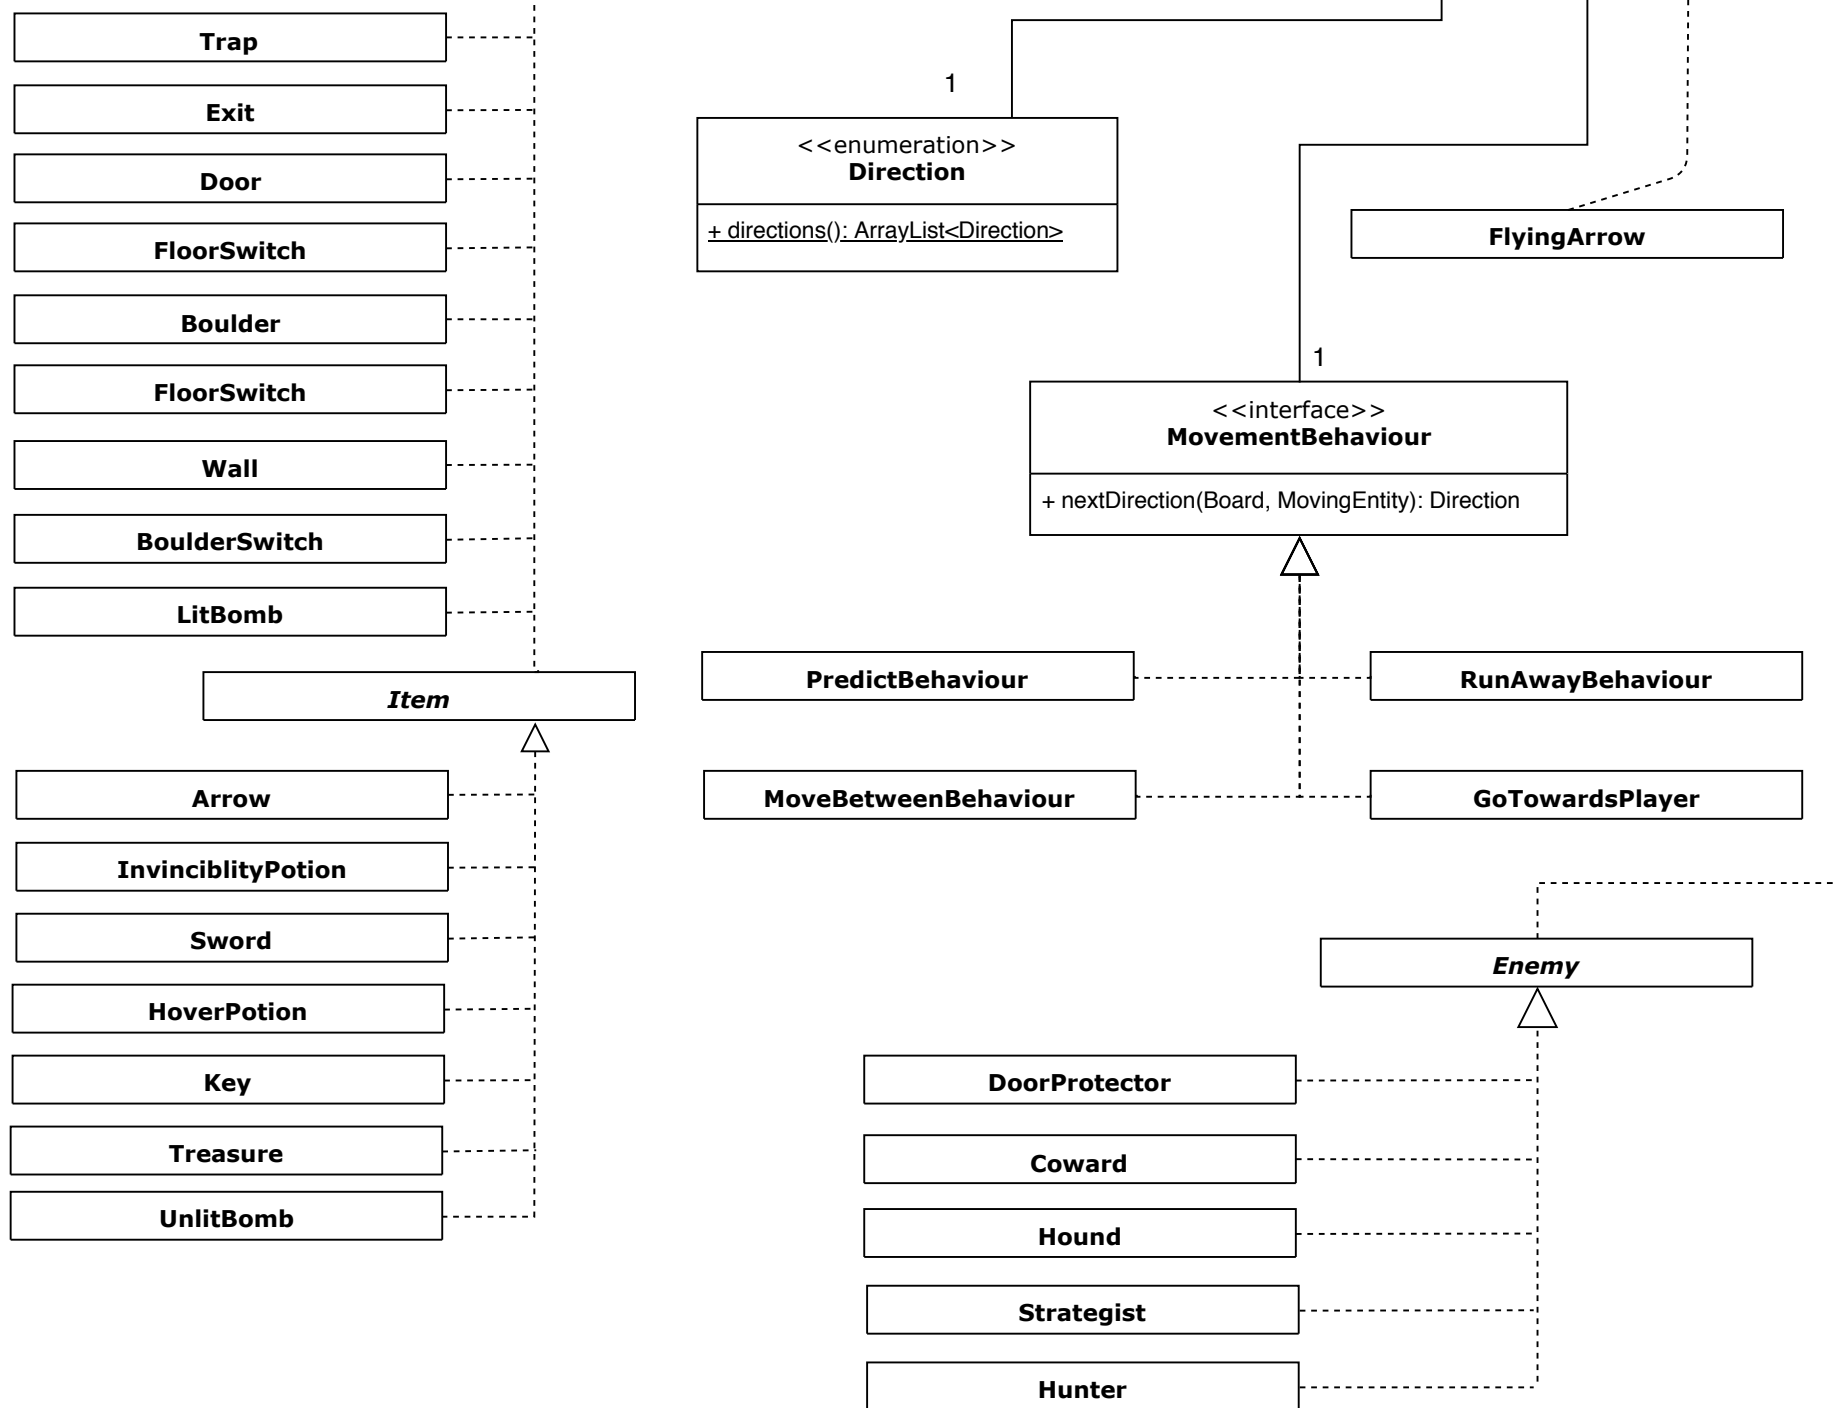 Trap
Exit
Door
FloorSwitch
Boulder
FloorSwitch
Wall
BoulderSwitch
LitBomb
Item
Arrow
InvinciblityPotion
Sword
HoverPotion
Key
Treasure
UnlitBomb
1
<<enumeration>>
Direction
+ directions(): ArrayList<Direction>
FlyingArrow
1
<<interface>>
MovementBehaviour
+ nextDirection(Board, MovingEntity): Direction
PredictBehaviour
RunAwayBehaviour
MoveBetweenBehaviour
GoTowardsPlayer
Enemy
DoorProtector
Coward
Hound
Strategist
Hunter